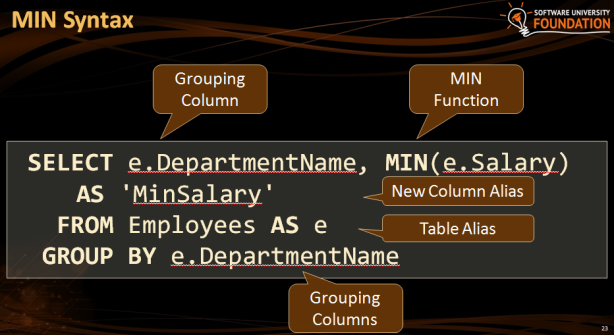 MIN Syntax
SOFTWARE UNIVERSITY
FOUNDATION
Grouping
Column
MIN
Function
SELECT e.DepartmentName, MIN(e.Salary)
AS 'MinSalary'
New Column Alias
FROM Employees AS e
Table Alias
GROUP BY e.DepartmentName
Grouping
Columns
23